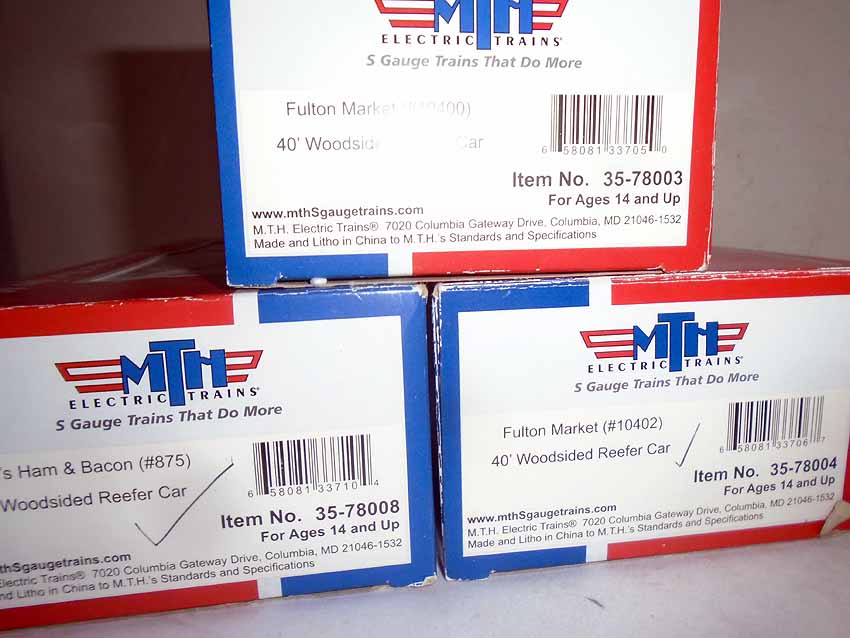 MTH
ELECTRIC TRAINS
S Gauge Trains That Do More
Fulton Market (#10400)
40' Woodsid Car
6 58081 33705 0
Item No. 35-78003
For Ages 14 and Up
www.mthSgaugetrains.com
M.T.H. Electric Trains® 7020 Columbia Gateway Drive, Columbia, MD 21046-1532
Made and Litho in China to M.T.H.'s Standards and Specifications
MTH
ELECTRIC TRAINS®
S Gauge Trains That Do More
's Ham & Bacon (#875)
Woodsided Reefer Car
6 58081 33710 4
Item No. 35-78008
For Ages 14 and Up
thSgaugetrains.com
Electric Trains® 7020 Columbia Gateway Drive, Columbia, MD 21046-1532
and Litho in China to M.T.H.'s Standards and Specifications
MTH
ELECTRIC TRAINS®
S Gauge Trains That Do More
Fulton Market (#10402)
40' Woodsided Reefer Car
6 58081 33706 7
Item No. 35-78004
For Ages 14 and Up
www.mthSgaugetrains.com
M.T.H. Electric Trains® 7020 Columbia Gateway Drive, Columbia, MD 21046-1532
Made and Litho in China to M.T.H.'s Standards and Specifications